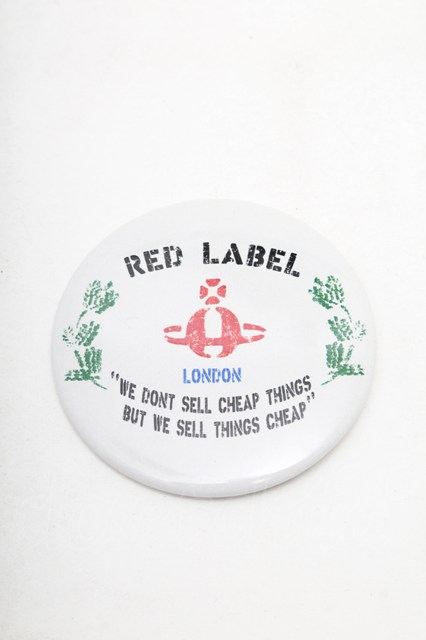 RED LABEL
LONDON
"WE DONT SELL CHEAP THINGS
BUT WE SELL THINGS CHEAP"